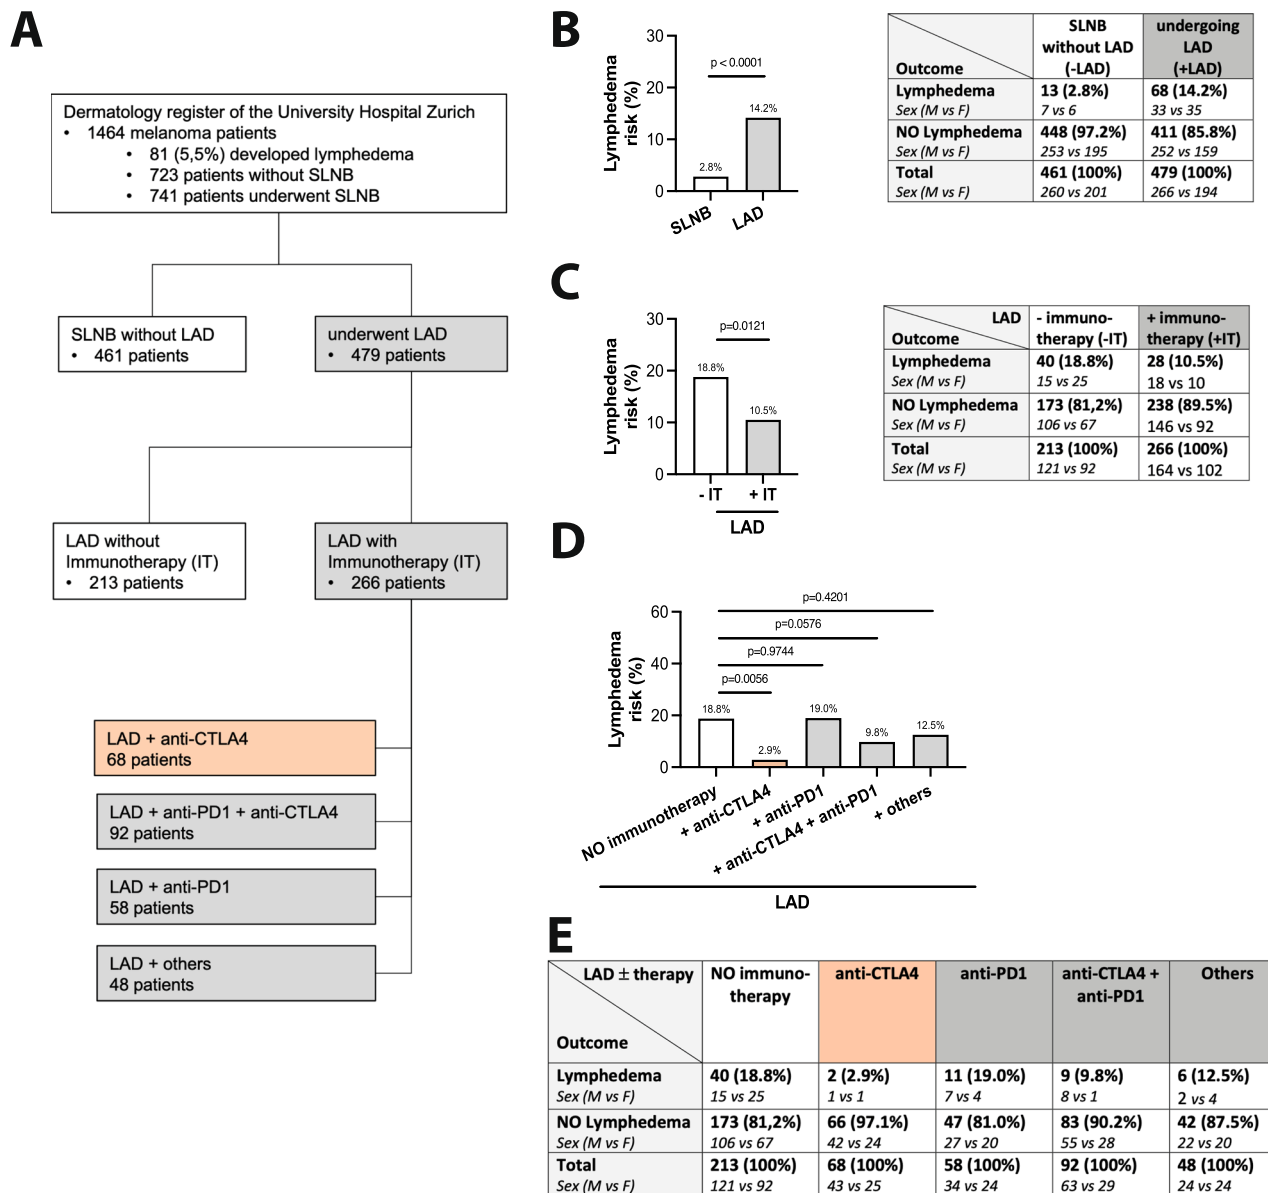 A
Dermatology register of the University Hospital Zurich
• 1464 melanoma patients
• 81 (5,5%) developed lymphedema
• 723 patients without SLNB
• 741 patients underwent SLNB
SLNB without LAD
• 461 patients
underwent LAD
• 479 patients
LAD without
Immunotherapy (IT)
• 213 patients
LAD with
Immunotherapy (IT)
• 266 patients
LAD + anti-CTLA4
68 patients
LAD + anti-PD1 + anti-CTLA4
92 patients
LAD + anti-PD1
58 patients
LAD + others
48 patients
B
Lymphedema
risk (%)
30
20
10
0
p < 0.0001
2.8%
14.2%
SLNB
LAD
Outcome
SLNB
without LAD
(-LAD)
undergoing
LAD
(+LAD)
Lymphedema 13 (2.8%) 68 (14.2%)
Sex (M vs F) 7 vs 6 33 vs 35
NO Lymphedema 448 (97.2%) 411 (85.8%)
Sex (M vs F) 253 vs 195 252 vs 159
Total 461 (100%) 479 (100%)
Sex (M vs F) 260 vs 201 266 vs 194
C
Lymphedema
risk (%)
30
20
10
0
p=0.0121
18.8%
10.5%
- IT
+ IT
LAD
LAD
Outcome
- immuno-
therapy (-IT)
+ immuno-
therapy (+IT)
Lymphedema 40 (18.8%) 28 (10.5%)
Sex (M vs F) 15 vs 25 18 vs 10
NO Lymphedema 173 (81,2%) 238 (89.5%)
Sex (M vs F) 106 vs 67 146 vs 92
Total 213 (100%) 266 (100%)
Sex (M vs F) 121 vs 92 164 vs 102
D
Lymphedema
risk (%)
60
40
20
0
p=0.4201
p=0.0576
p=0.9744
p=0.0056
18.8%
2.9%
19.0%
9.8%
12.5%
NO immunotherapy
+ anti-CTLA4
+ anti-PD1
+ anti-CTLA4 + anti-PD1
+ others
LAD
E
LAD ± therapy
Outcome
NO immuno-
therapy
anti-CTLA4
anti-PD1
anti-CTLA4 +
anti-PD1
Others
Lymphedema 40 (18.8%) 2 (2.9%) 11 (19.0%) 9 (9.8%) 6 (12.5%)
Sex (M vs F) 15 vs 25 1 vs 1 7 vs 4 8 vs 1 2 vs 4
NO Lymphedema 173 (81,2%) 66 (97.1%) 47 (81.0%) 83 (90.2%) 42 (87.5%)
Sex (M vs F) 106 vs 67 42 vs 24 27 vs 20 55 vs 28 22 vs 20
Total 213 (100%) 68 (100%) 58 (100%) 92 (100%) 48 (100%)
Sex (M vs F) 121 vs 92 43 vs 25 34 vs 24 63 vs 29 24 vs 24